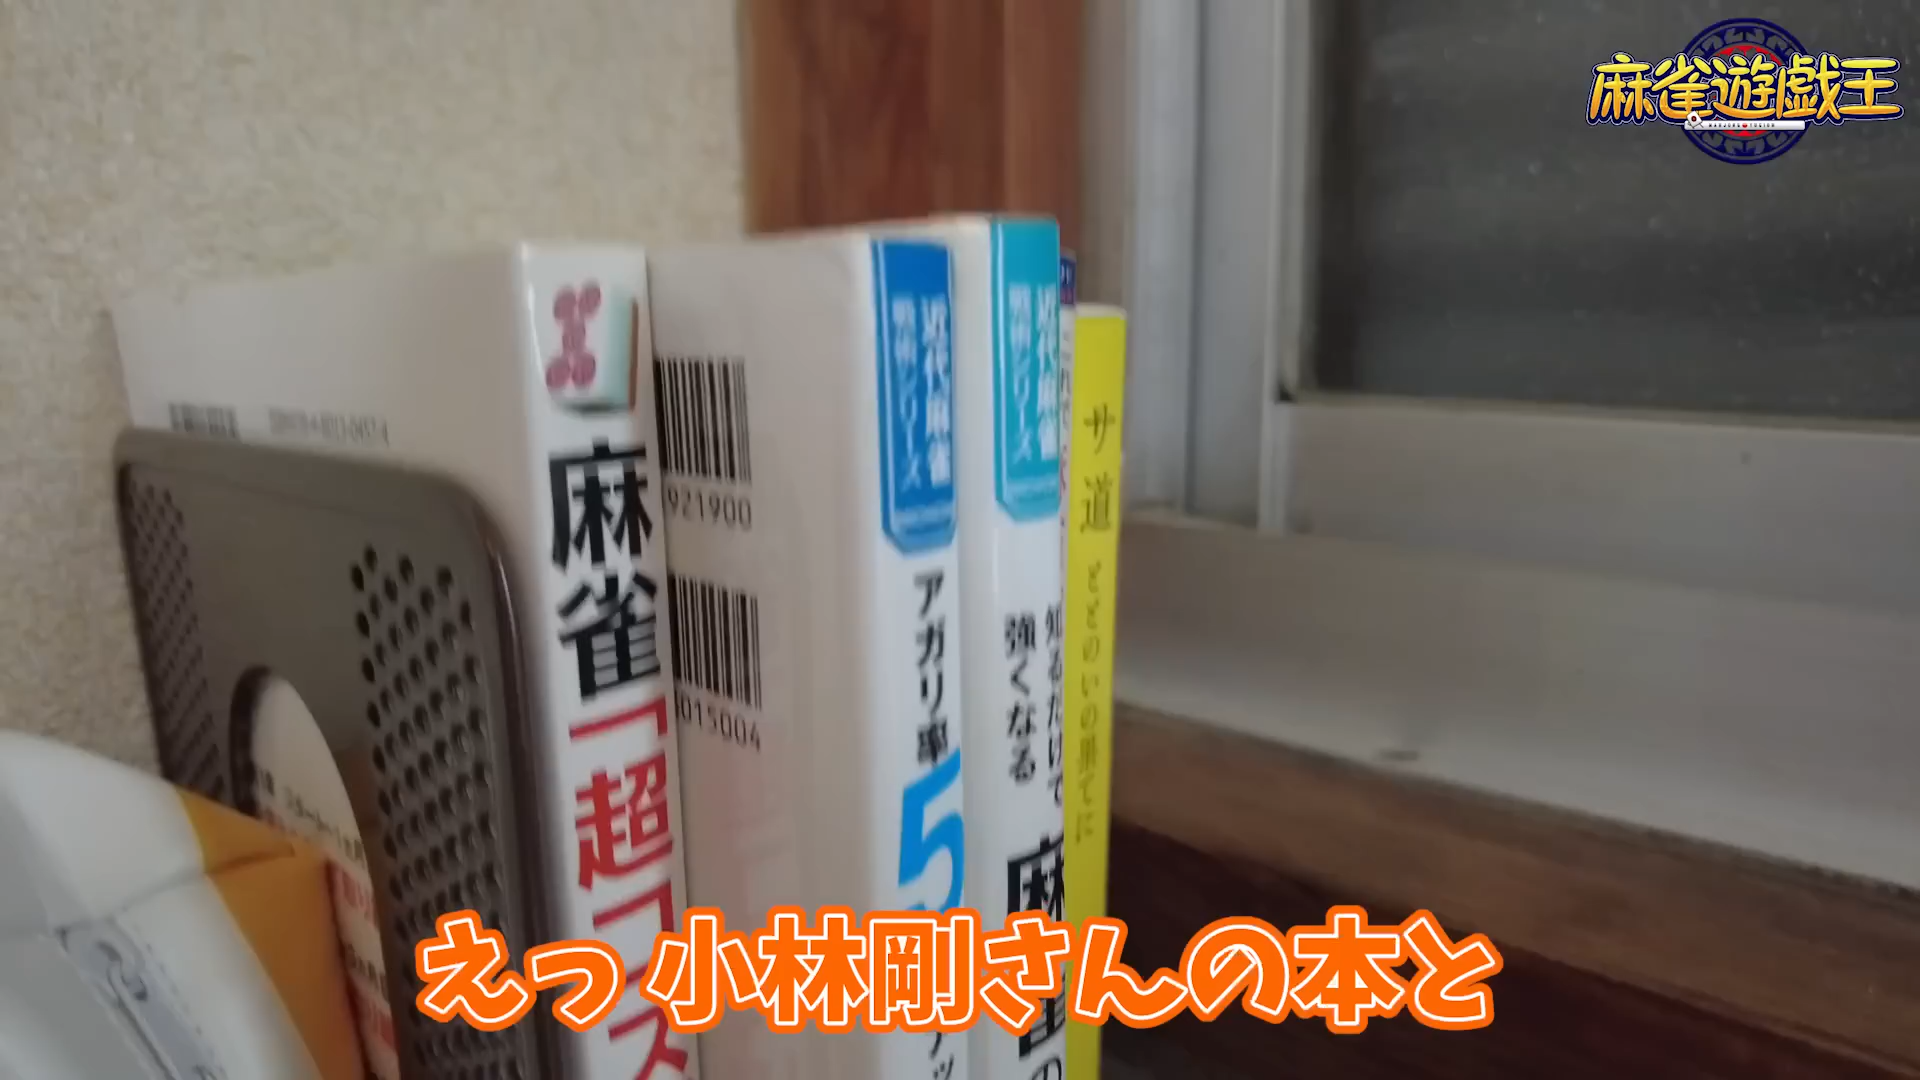 麻雀遊戯王
麻雀「超コス
921900
015004
近代麻雀
戦術シリーズ
アガリ率5
近代麻雀
戦術シリーズ
知るだけで
強くなる
麻雀の
サ道
ととのいの果てに
えっ 小林剛さんの本と